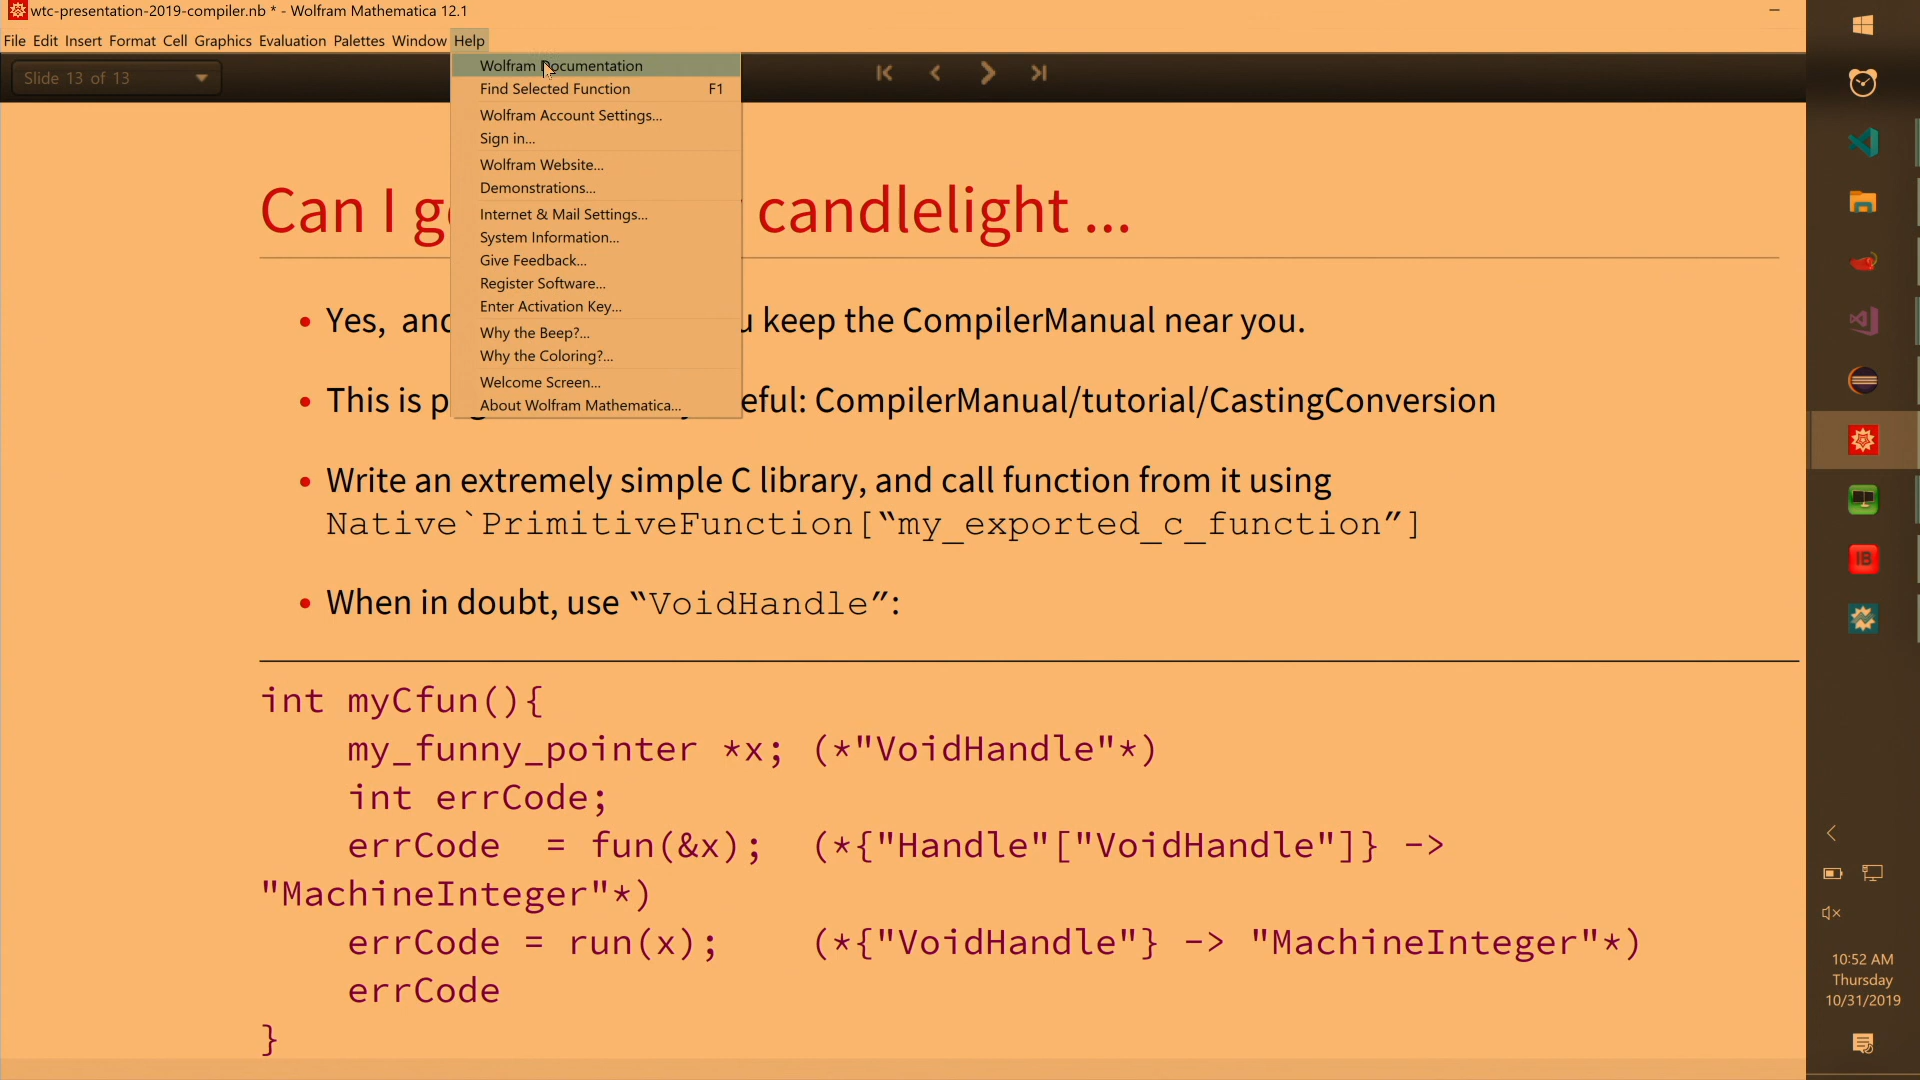 wtc-presentation-2019-compiler.nb * - Wolfram Mathematica 12.1
File Edit Insert Format Cell Graphics Evaluation Palettes Window Help
Slide 13 of 13
Wolfram Documentation
Find Selected Function F1
Wolfram Account Settings...
Sign in...
Wolfram Website...
Demonstrations...
Internet & Mail Settings...
System Information...
Give Feedback...
Register Software...
Enter Activation Key...
Why the Beep?...
Why the Coloring?...
Welcome Screen...
About Wolfram Mathematica...
Can I candlelight ...
• Yes, keep the CompilerManual near you.
• This is CompilerManual/tutorial/CastingConversion
• Write an extremely simple C library, and call function from it using
Native`PrimitiveFunction[“my_exported_c_function”]
• When in doubt, use “VoidHandle”:
int myCfun(){
my_funny_pointer *x; (*"VoidHandle"*)
int errCode;
errCode = fun(&x); (*{"Handle"["VoidHandle"]} ->
"MachineInteger"*)
errCode = run(x); (*{"VoidHandle"} -> "MachineInteger"*)
errCode
}
IB
10:52 AM
Thursday
10/31/2019